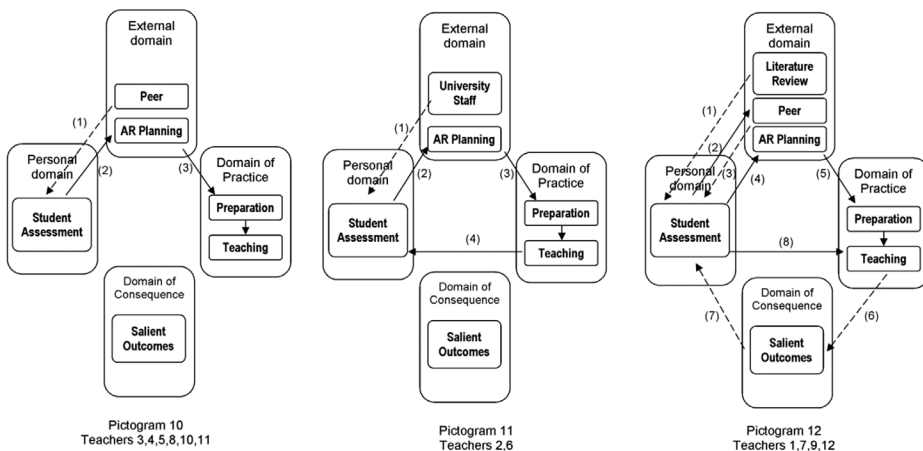 External
domain
Peer
AR Planning
(1)
(2)
(3)
Personal
domain
Student
Assessment
Domain of
Practice
Preparation
Teaching
Domain of
Consequence
Salient
Outcomes
Pictogram 10
Teachers 3,4,5,8,10,11
External
domain
University
Staff
AR Planning
(1)
(2)
(3)
Personal
domain
Student
Assessment
Domain of
Practice
Preparation
Teaching
(4)
Domain of
Consequence
Salient
Outcomes
Pictogram 11
Teachers 2,6
External
domain
Literature
Review
Peer
AR Planning
(1)
(2)
(3)
(4)
(5)
Personal
domain
Student
Assessment
Domain of
Practice
Preparation
Teaching
(8)
Domain of
Consequence
(7)
(6)
Salient
Outcomes
Pictogram 12
Teachers 1,7,9,12